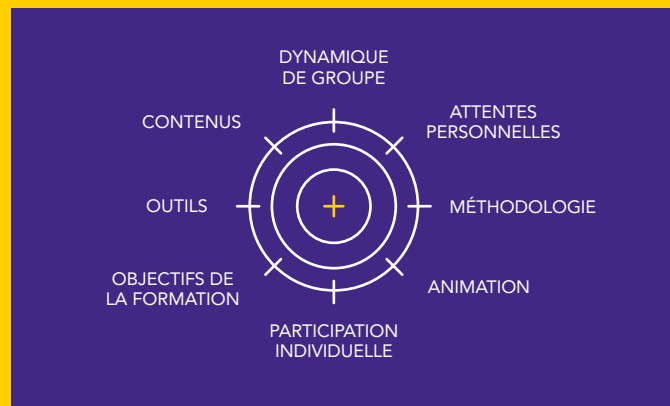 DYNAMIQUE
DE GROUPE
ATTENTES
PERSONNELLES
CONTENUS
OUTILS
MÉTHODOLOGIE
OBJECTIFS DE
LA FORMATION
ANIMATION
PARTICIPATION
INDIVIDUELLE